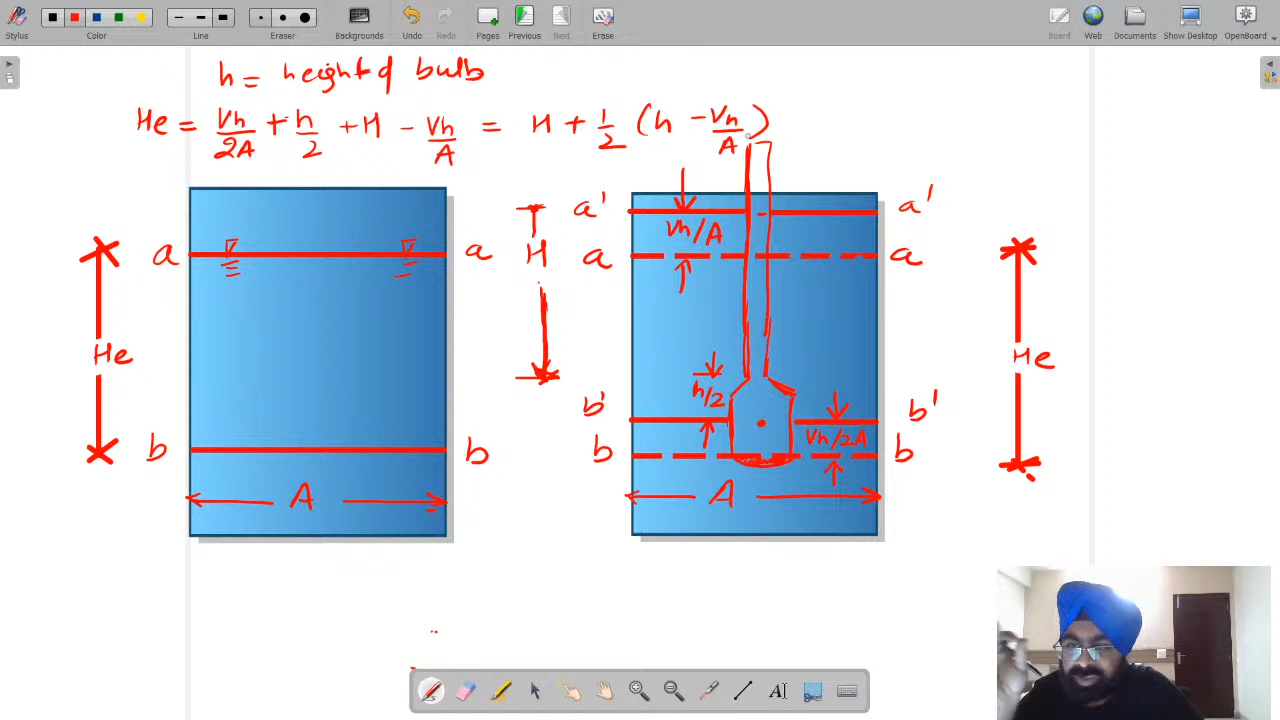 Stylus
Color
Line
Eraser
Backgrounds
Undo
Redo
Pages
Previous
Next
Erase
Board
Web
Documents
Show Desktop
OpenBoard
h = height of bulb
He = Vh/2A + h/2 + H - Vh/A = H + 1/2 (h - Vh/A)
a' a'
Vh/A
a a H a a
He He
h/2
b' b'
Vh/2A
b b b b
A A